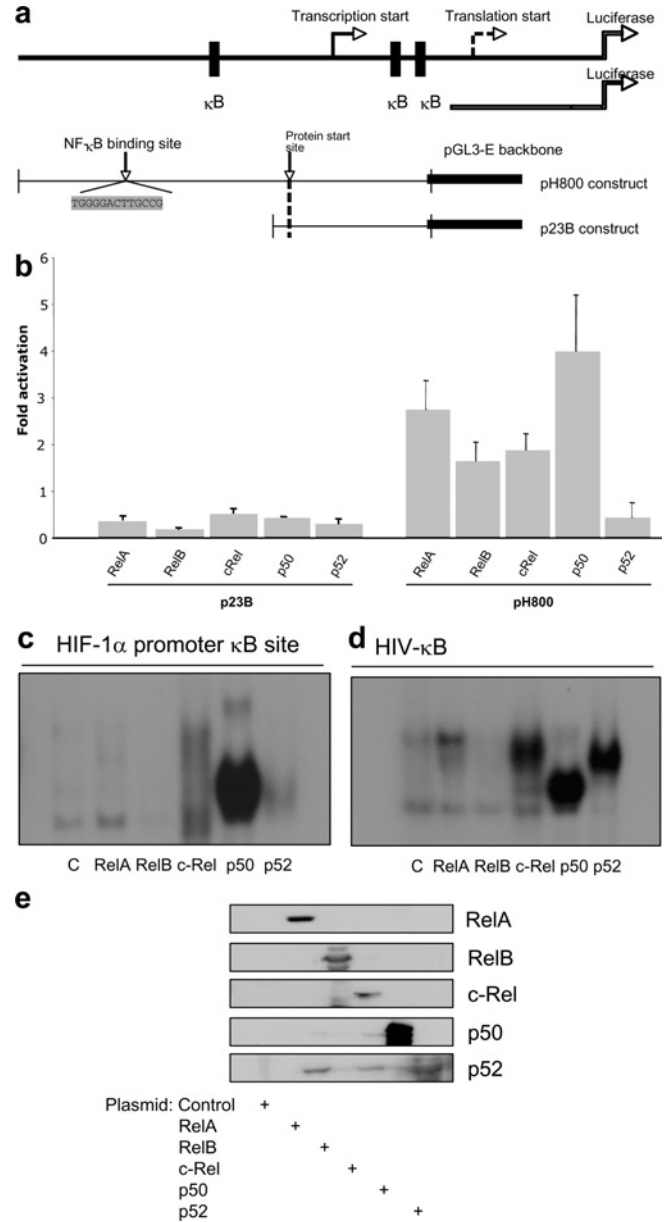 a
Transcription start
Translation start
Luciferase
κB
κB
κB
Luciferase
NFκB binding site
Protein start
site
pGL3-E backbone
pH800 construct
TGGGGACTTGCCG
p23B construct
b
Fold activation
6
5
4
3
2
1
0
RelA
RelB
cRel
p50
p52
RelA
RelB
cRel
p50
p52
p23B
pH800
c
HIF-1α promoter κB site
C RelA RelB c-Rel p50 p52
d
HIV-κB
C RelA RelB c-Rel p50 p52
e
RelA
RelB
c-Rel
p50
p52
Plasmid: Control +
RelA +
RelB +
c-Rel +
p50 +
p52 +